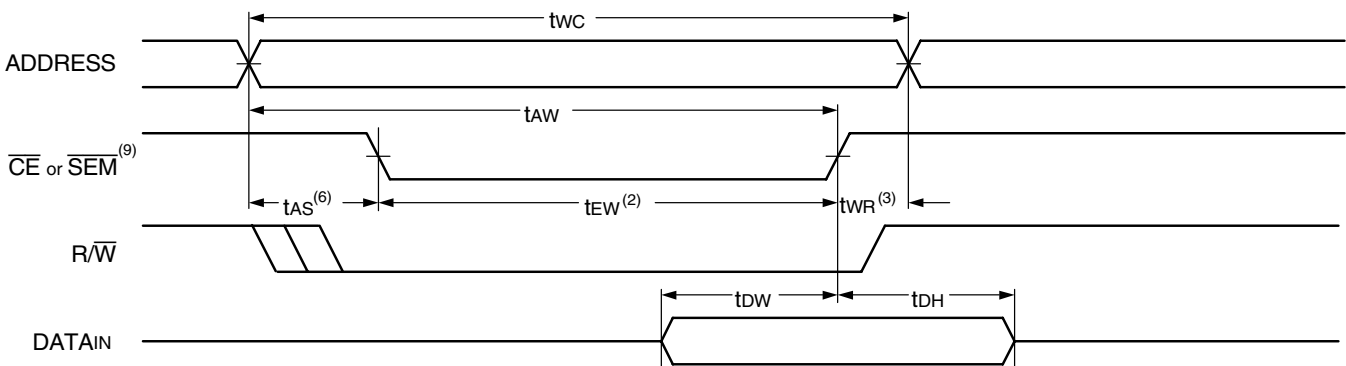 tWC
ADDRESS
tAW
CE or SEM(9)
tAS(6)
tEW(2)
tWR(3)
R/W
tDW
tDH
DATAIN